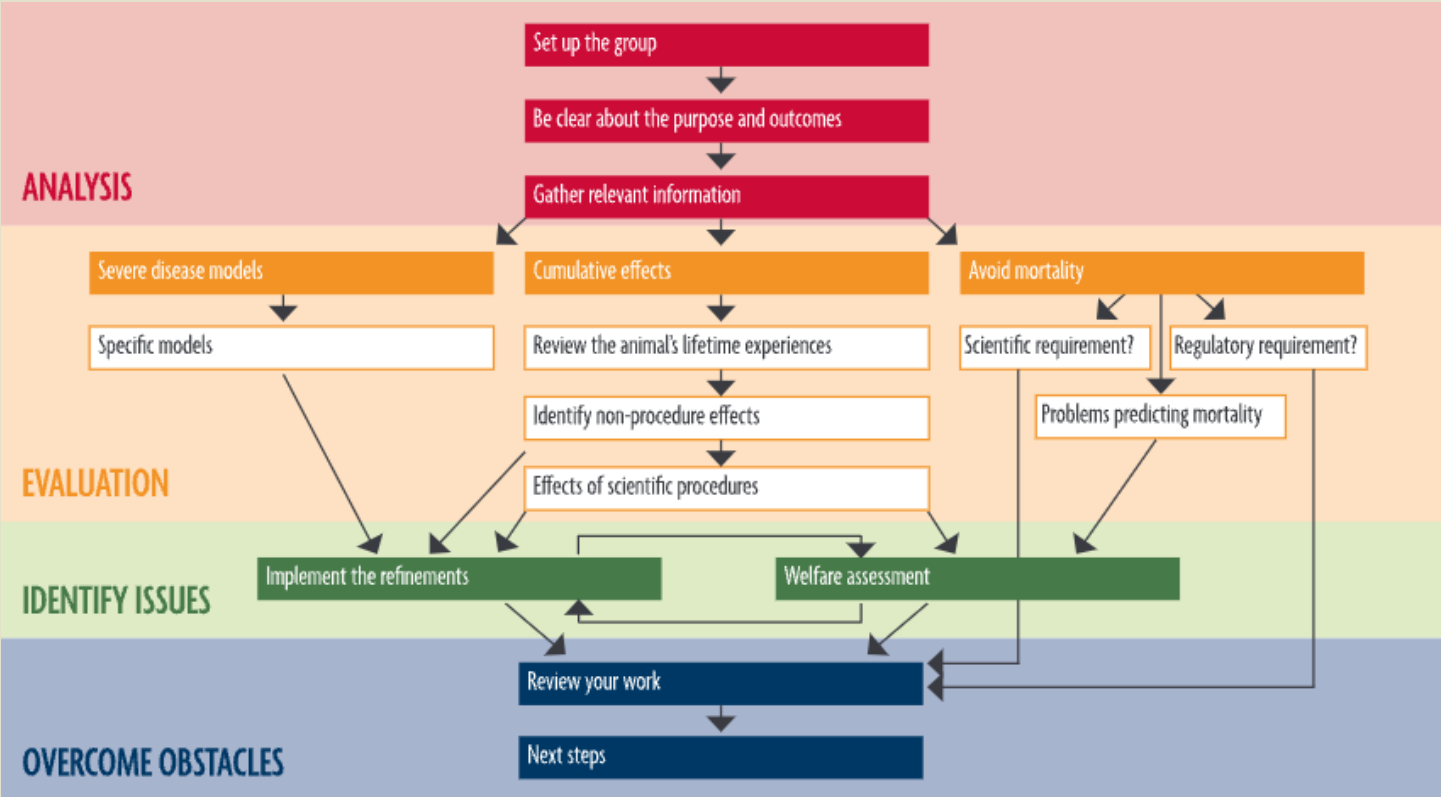 Set up the group
Be clear about the purpose and outcomes
ANALYSIS
Gather relevant information
Severe disease models
Cumulative effects
Avoid mortality
Specific models
Review the animal's lifetime experiences
Scientific requirement?
Regulatory requirement?
Identify non-procedure effects
Problems predicting mortality
EVALUATION
Effects of scientific procedures
Implement the refinements
Welfare assessment
IDENTIFY ISSUES
Review your work
Next steps
OVERCOME OBSTACLES